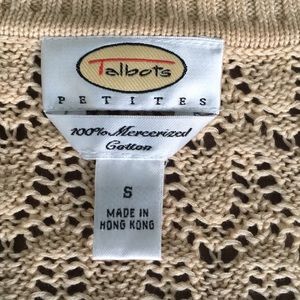 Talbots
PETITES
100% Mercerized
Cotton
S
MADE IN
HONG KONG